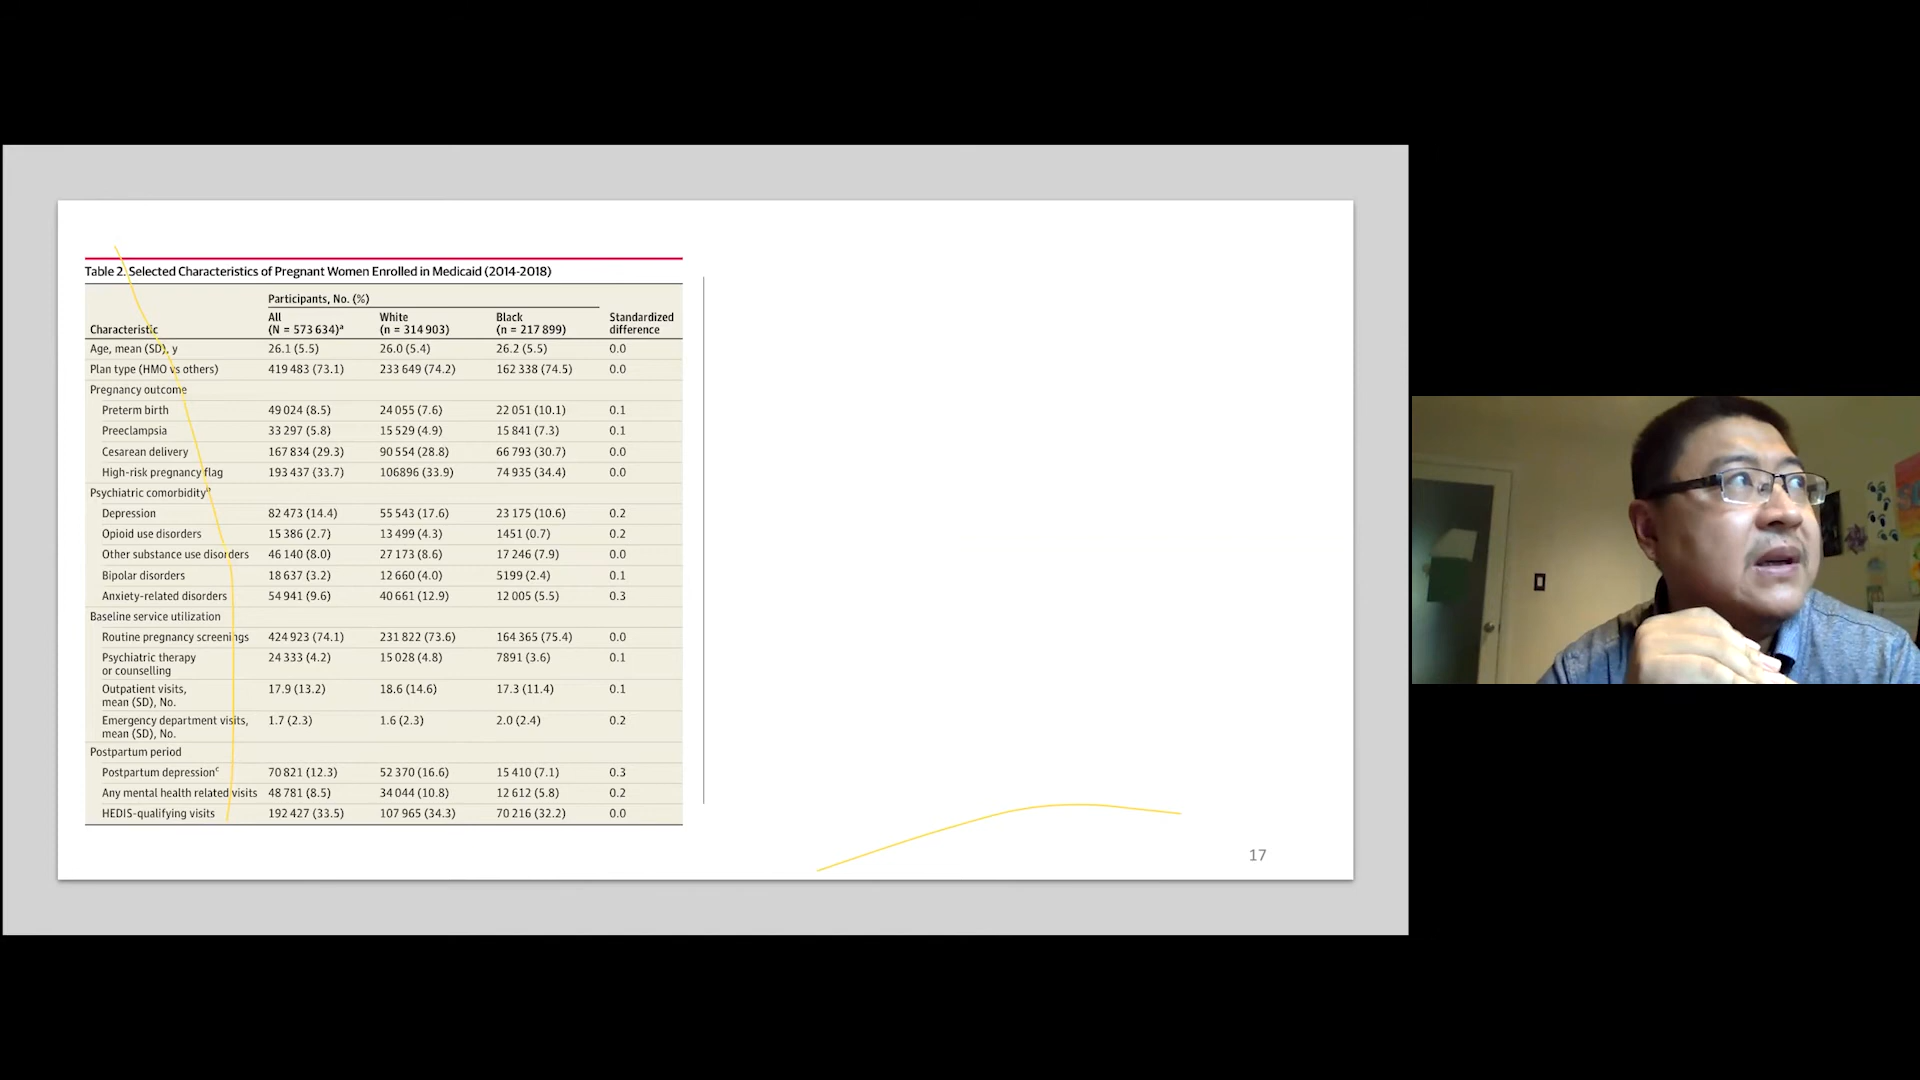 Table 2. Selected Characteristics of Pregnant Women Enrolled in Medicaid (2014-2018)
Participants, No. (%)
Characteristic All (N = 573 634)ᵃ White (n = 314 903) Black (n = 217 899) Standardized difference
Age, mean (SD), y 26.1 (5.5) 26.0 (5.4) 26.2 (5.5) 0.0
Plan type (HMO vs others) 419 483 (73.1) 233 649 (74.2) 162 338 (74.5) 0.0
Pregnancy outcome
Preterm birth 49 024 (8.5) 24 055 (7.6) 22 051 (10.1) 0.1
Preeclampsia 33 297 (5.8) 15 529 (4.9) 15 841 (7.3) 0.1
Cesarean delivery 167 834 (29.3) 90 554 (28.8) 66 793 (30.7) 0.0
High-risk pregnancy flag 193 437 (33.7) 106896 (33.9) 74 935 (34.4) 0.0
Psychiatric comorbidityᵇ
Depression 82 473 (14.4) 55 543 (17.6) 23 175 (10.6) 0.2
Opioid use disorders 15 386 (2.7) 13 499 (4.3) 1451 (0.7) 0.2
Other substance use disorders 46 140 (8.0) 27 173 (8.6) 17 246 (7.9) 0.0
Bipolar disorders 18 637 (3.2) 12 660 (4.0) 5199 (2.4) 0.1
Anxiety-related disorders 54 941 (9.6) 40 661 (12.9) 12 005 (5.5) 0.3
Baseline service utilization
Routine pregnancy screenings 424 923 (74.1) 231 822 (73.6) 164 365 (75.4) 0.0
Psychiatric therapy or counselling 24 333 (4.2) 15 028 (4.8) 7891 (3.6) 0.1
Outpatient visits, mean (SD), No. 17.9 (13.2) 18.6 (14.6) 17.3 (11.4) 0.1
Emergency department visits, mean (SD), No. 1.7 (2.3) 1.6 (2.3) 2.0 (2.4) 0.2
Postpartum period
Postpartum depressionᶜ 70 821 (12.3) 52 370 (16.6) 15 410 (7.1) 0.3
Any mental health related visits 48 781 (8.5) 34 044 (10.8) 12 612 (5.8) 0.2
HEDIS-qualifying visits 192 427 (33.5) 107 965 (34.3) 70 216 (32.2) 0.0
17